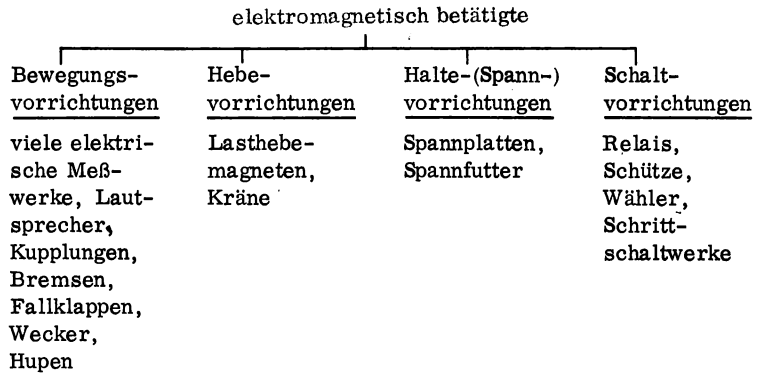 elektromagnetisch betätigte
Bewegungs-
vorrichtungen
viele elektri-
sche Meß-
werke, Laut-
sprecher,
Kupplungen,
Bremsen,
Fallklappen,
Wecker,
Hupen
Hebe-
vorrichtungen
Lasthebe-
magneten,
Kräne
Halte-(Spann-)
vorrichtungen
Spannplatten,
Spannfutter
Schalt-
vorrichtungen
Relais,
Schütze,
Wähler,
Schritt-
schaltwerke